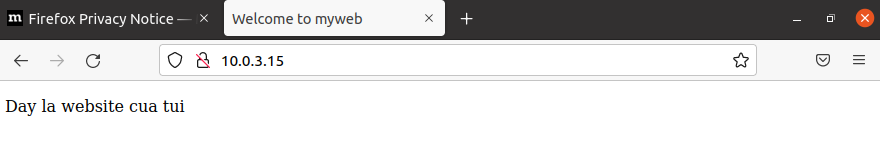 Firefox Privacy Notice —
Welcome to myweb
10.0.3.15
Day la website cua tui